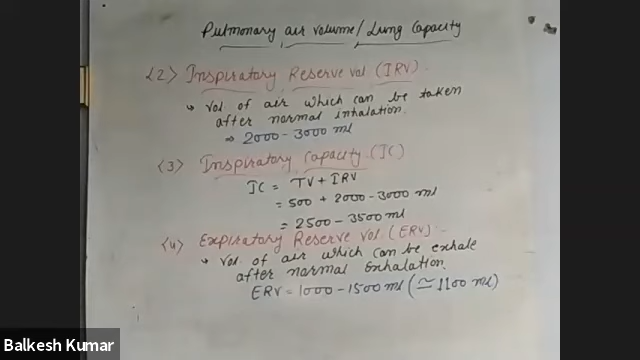 Pulmonary air volume/Lung Capacity
(2) Inspiratory Reserve vol (IRV).
↳ vol. of air which can be taken
after normal inhalation.
⇒ 2000-3000 ml
(3) Inspiratory Capacity (IC)
IC = TV + IRV
= 500 + 2000-3000 ml
= 2500-3500 ml
(4) Expiratory Reserve vol. (ERV)
↳ vol. of air which can be exhale
after normal exhalation.
ERV = 1000-1500 ml (≅ 1100 ml)
Balkesh Kumar